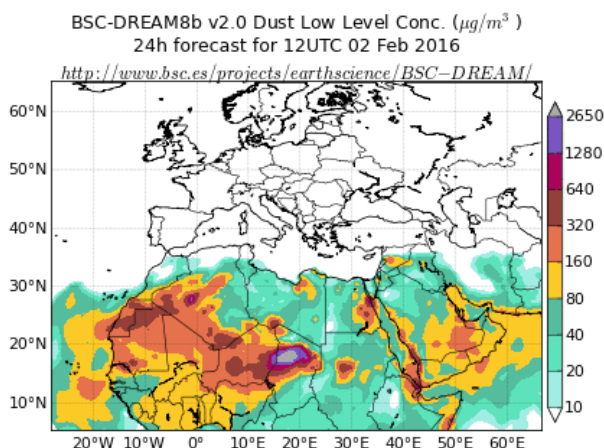 BSC-DREAM8b v2.0 Dust Low Level Conc. (μg/m³ )
24h forecast for 12UTC 02 Feb 2016
http://www.bsc.es/projects/earthscience/BSC−DREAM/
60°N
50°N
40°N
30°N
20°N
10°N
20°W 10°W 0° 10°E 20°E 30°E 40°E 50°E 60°E
2650
1280
640
320
160
80
40
20
10